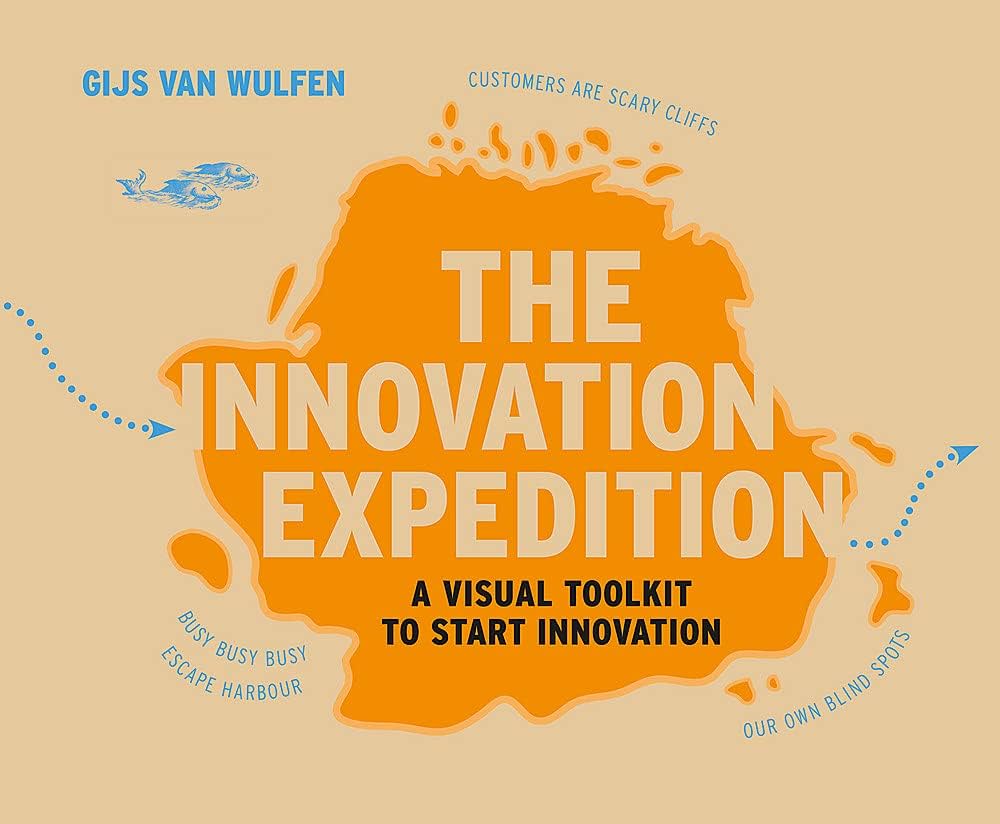 GIJS VAN WULFEN
CUSTOMERS ARE SCARY CLIFFS
THE
INNOVATION
EXPEDITION
A VISUAL TOOLKIT
TO START INNOVATION
BUSY BUSY BUSY
ESCAPE HARBOUR
OUR OWN BLIND SPOTS